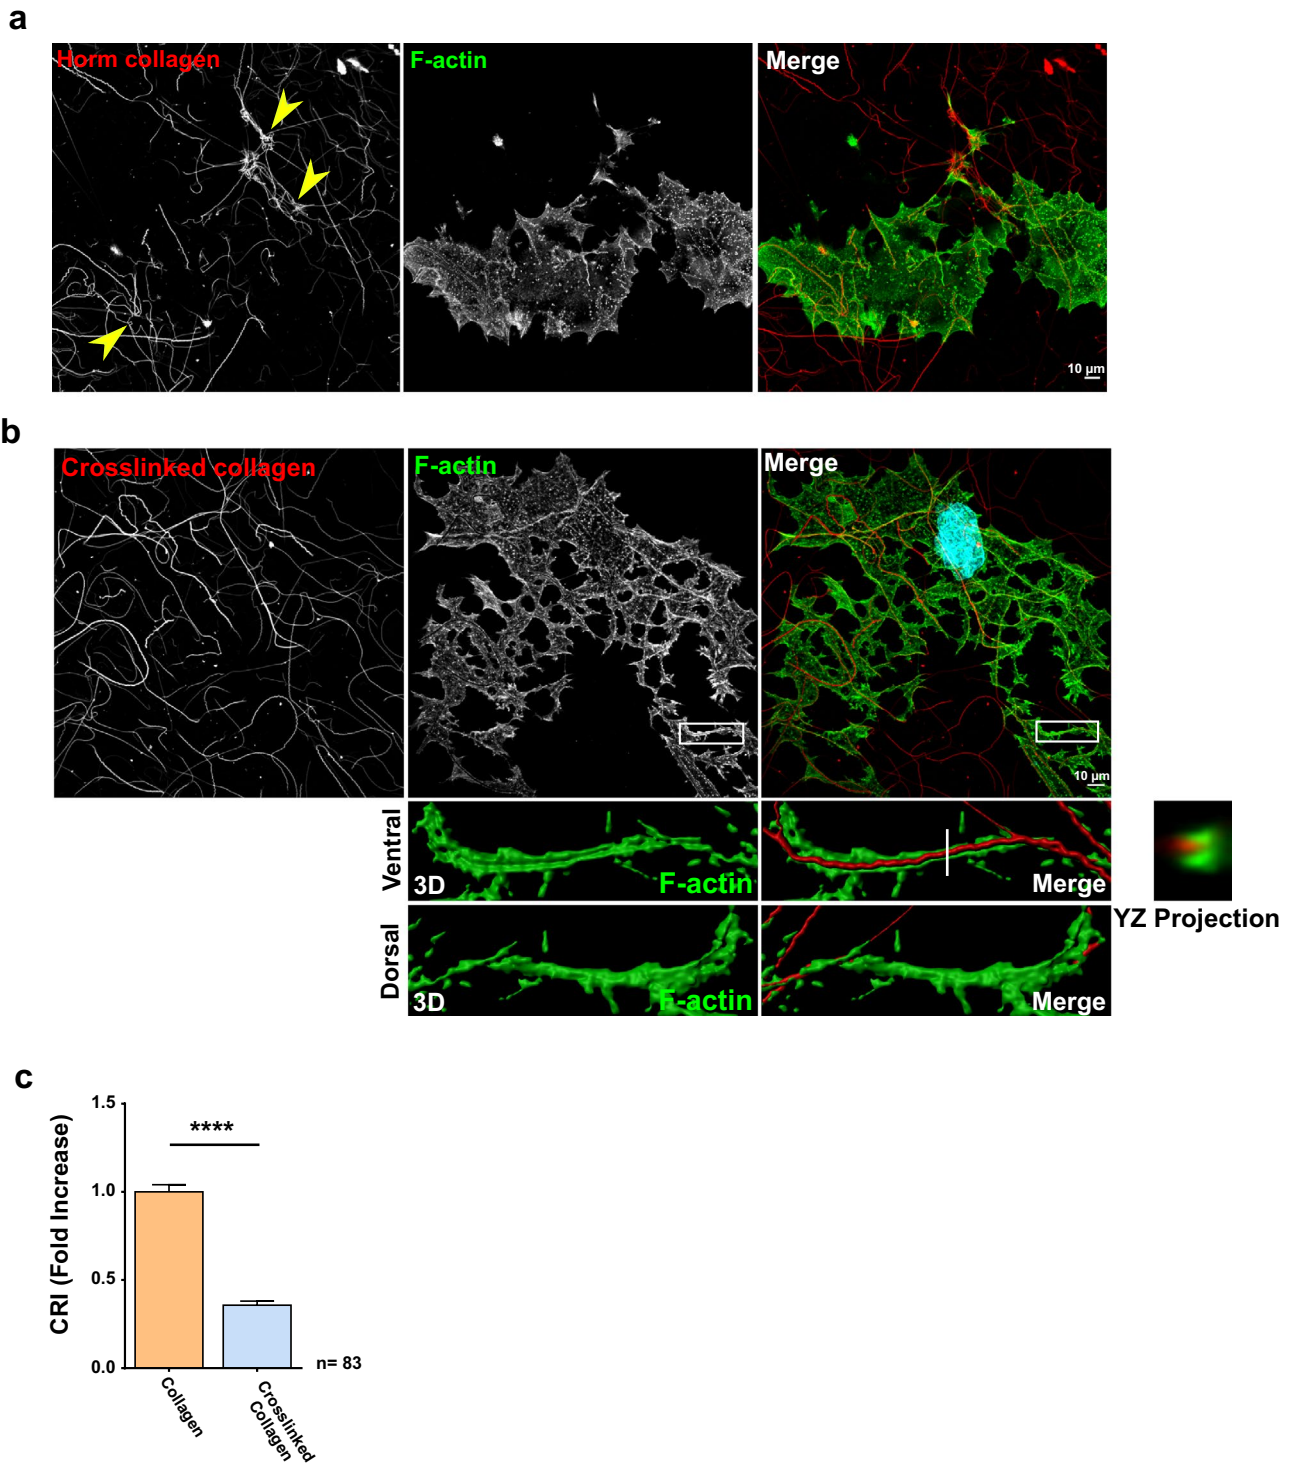 a
Horm collagen
F-actin
Merge
10 µm
b
Crosslinked collagen
F-actin
Merge
10 µm
Ventral
3D
F-actin
Merge
YZ Projection
Dorsal
3D
F-actin
Merge
c
CRI (Fold Increase)
1.5
1.0
0.5
0.0
****
n= 83
Collagen
Crosslinked
Collagen